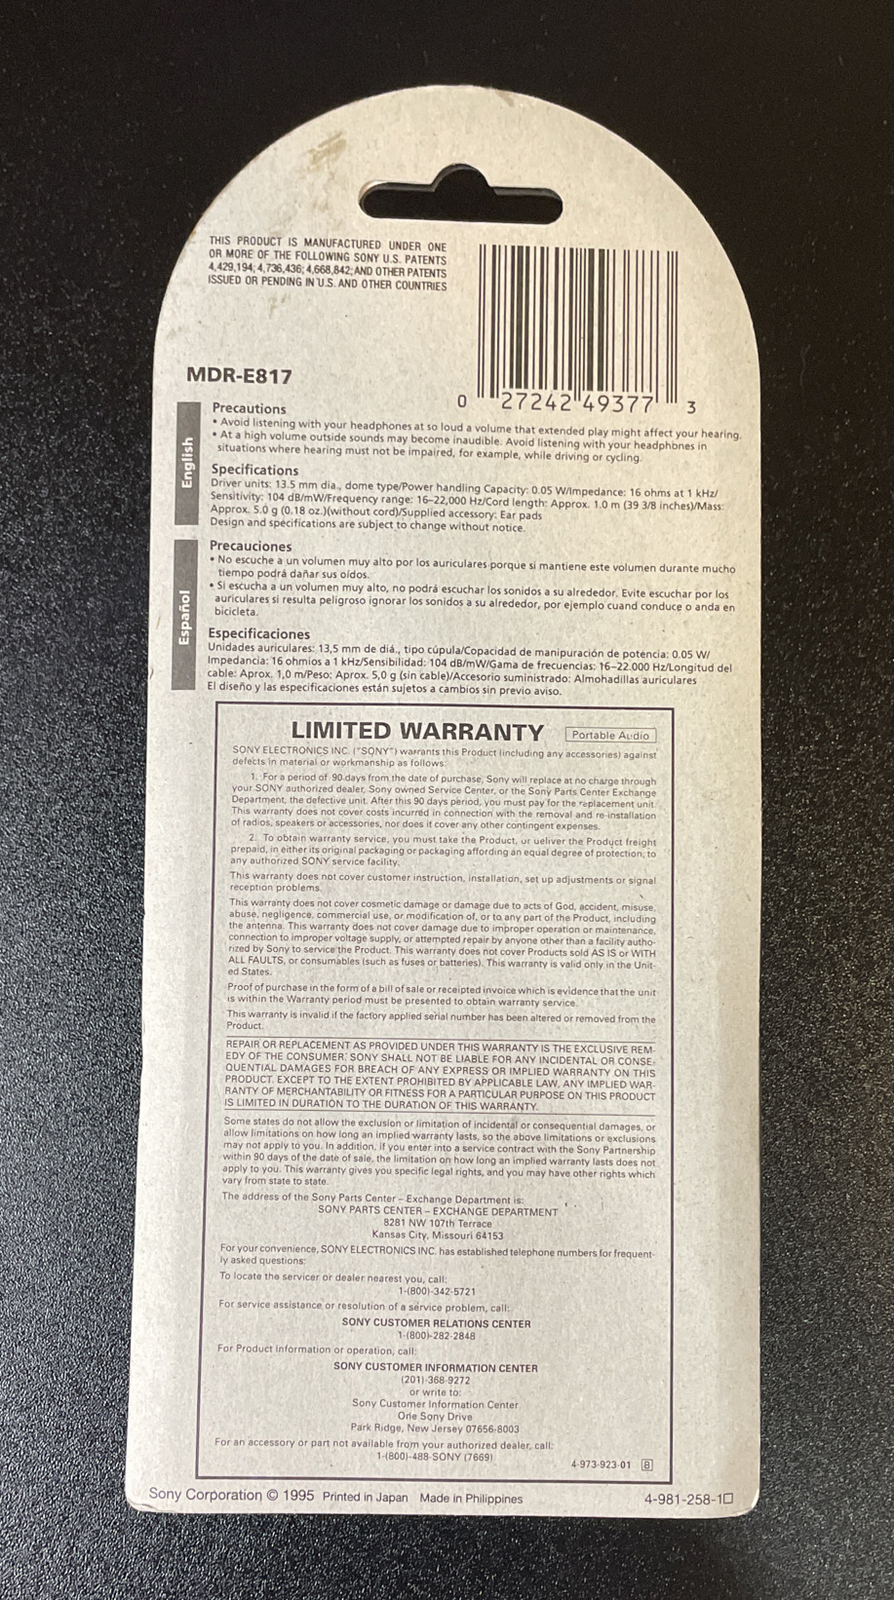 THIS PRODUCT IS MANUFACTURED UNDER ONE
OR MORE OF THE FOLLOWING SONY U.S. PATENTS
4,429,194; 4,736,436; 4,668,842; AND OTHER PATENTS
ISSUED OR PENDING IN U.S. AND OTHER COUNTRIES
0 27242 49377 3
MDR-E817
English
Precautions
• Avoid listening with your headphones at so loud a volume that extended play might affect your hearing.
• At a high volume outside sounds may become inaudible. Avoid listening with your headphones in
situations where hearing must not be impaired, for example, while driving or cycling.
Specifications
Driver units: 13.5 mm dia., dome type/Power handling Capacity: 0.05 W/Impedance: 16 ohms at 1 kHz/
Sensitivity: 104 dB/mW/Frequency range: 16–22,000 Hz/Cord length: Approx. 1.0 m (39 3/8 inches)/Mass:
Approx. 5.0 g (0.18 oz.)(without cord)/Supplied accessory: Ear pads
Design and specifications are subject to change without notice.
Español
Precauciones
• No escuche a un volumen muy alto por los auriculares porque si mantiene este volumen durante mucho
tiempo podrá dañar sus oídos.
• Si escucha a un volumen muy alto, no podrá escuchar los sonidos a su alrededor. Evite escuchar por los
auriculares si resulta peligroso ignorar los sonidos a su alrededor, por ejemplo cuand conduce o anda en
bicicleta.
Especificaciones
Unidades auriculares: 13,5 mm de diá., tipo cúpula/Capacidad de manipuración de potencia: 0.05 W/
Impedancia: 16 ohmios a 1 kHz/Sensibilidad: 104 dB/mW/Gama de frecuencias: 16–22.000 Hz/Longitud del
cable: Aprox. 1,0 m/Peso: Aprox. 5,0 g (sin cable)/Accesorio suministrado: Almohadillas auriculares
El diseño y las especificaciones están sujetos a cambios sin previo aviso.
LIMITED WARRANTY Portable Audio
SONY ELECTRONICS INC. ("SONY") warrants this Product (including any accessories) against
defects in material or workmanship as follows:
1. For a period of 90 days from the date of purchase, Sony will replace at no charge through
your SONY authorized dealer, Sony owned Service Center, or the Sony Parts Center Exchange
Department, the defective unit. After this 90 days period, you must pay for the replacement unit.
This warranty does not cover costs incurred in connection with the removal and re-installation
of radios, speakers or accessories, nor does it cover any other contingent expenses.
2. To obtain warranty service, you must take the Product, or deliver the Product freight
prepaid, in either its original packaging or packaging affording an equal degree of protection, to
any authorized SONY service facility.
This warranty does not cover customer instruction, installation, set up adjustments or signal
reception problems.
This warranty does not cover cosmetic damage or damage due to acts of God, accident, misuse,
abuse, negligence, commercial use, or modification of, or to any part of the Product, including
the antenna. This warranty does not cover damage due to improper operation or maintenance,
connection to improper voltage supply, or attempted repair by anyone other than a facility autho-
rized by Sony to service the Product. This warranty does not cover Products sold AS IS or WITH
ALL FAULTS, or consumables (such as fuses or batteries). This warranty is valid only in the Unit-
ed States.
Proof of purchase in the form of a bill of sale or receipted invoice which is evidence that the unit
is within the Warranty period must be presented to obtain warranty service.
This warranty is invalid if the factory applied serial number has been altered or removed from the
Product.
REPAIR OR REPLACEMENT AS PROVIDED UNDER THIS WARRANTY IS THE EXCLUSIVE REM-
EDY OF THE CONSUMER. SONY SHALL NOT BE LIABLE FOR ANY INCIDENTAL OR CONSE-
QUENTIAL DAMAGES FOR BREACH OF ANY EXPRESS OR IMPLIED WARRANTY ON THIS
PRODUCT. EXCEPT TO THE EXTENT PROHIBITED BY APPLICABLE LAW, ANY IMPLIED WAR-
RANTY OF MERCHANTABILITY OR FITNESS FOR A PARTICULAR PURPOSE ON THIS PRODUCT
IS LIMITED IN DURATION TO THE DURATION OF THIS WARRANTY.
Some states do not allow the exclusion or limitation of incidental or consequential damages, or
allow limitations on how long an implied warranty lasts, so the above limitations or exclusions
may not apply to you. In addition, if you enter into a service contract with the Sony Partnership
within 90 days of the date of sale, the limitation on how long an implied warranty lasts does not
apply to you. This warranty gives you specific legal rights, and you may have other rights which
vary from state to state.
The address of the Sony Parts Center – Exchange Department is:
SONY PARTS CENTER – EXCHANGE DEPARTMENT
8281 NW 107th Terrace
Kansas City, Missouri 64153
For your convenience, SONY ELECTRONICS INC. has established telephone numbers for frequent-
ly asked questions:
To locate the servicer or dealer nearest you, call:
1-(800)-342-5721
For service assistance or resolution of a service problem, call:
SONY CUSTOMER RELATIONS CENTER
1-(800)-282-2848
For Product Information or operation, call:
SONY CUSTOMER INFORMATION CENTER
(201)-368-9272
or write to:
Sony Customer Information Center
One Sony Drive
Park Ridge, New Jersey 07656-8003
For an accessory or part not available from your authorized dealer, call:
1-(800)-488-SONY (7669)
4-973-923-01 B
Sony Corporation © 1995 Printed in Japan Made in Philippines 4-981-258-1□